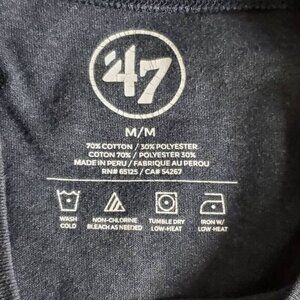 '47
M/M
70% COTTON / 30% POLYESTER
COTON 70% / POLYESTER 30%
MADE IN PERU / FABRIQUE AU PEROU
RN# 65125 / CA# 54267
WASH COLD
NON-CHLORINE BLEACH AS NEEDED
TUMBLE DRY LOW-HEAT
IRON W/ LOW-HEAT